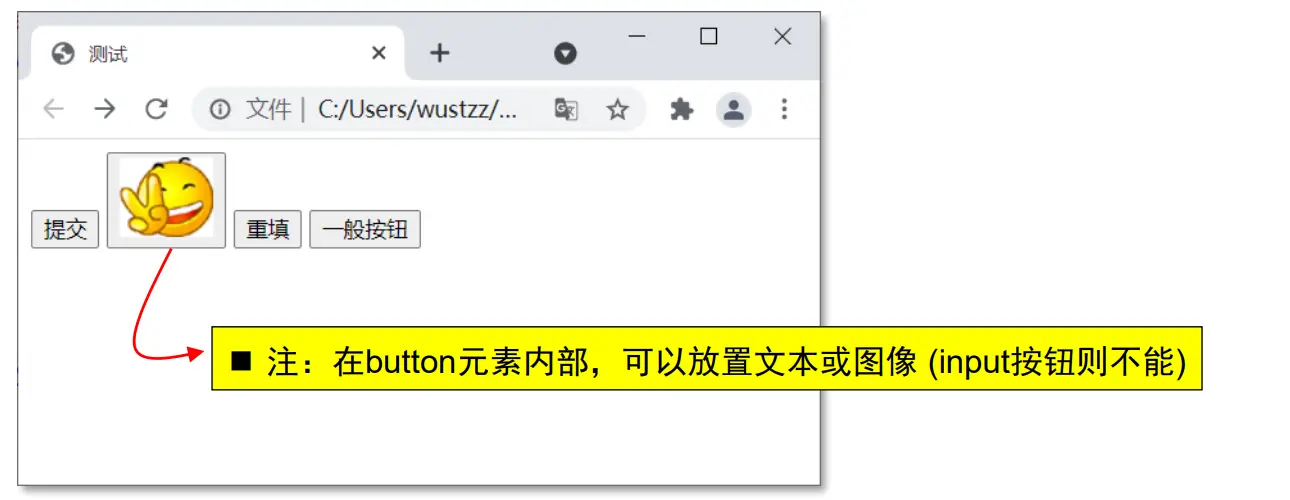 测试
文件 | C:/Users/wustzz/...
提交 重填 一般按钮
■ 注：在button元素内部，可以放置文本或图像 (input按钮则不能)